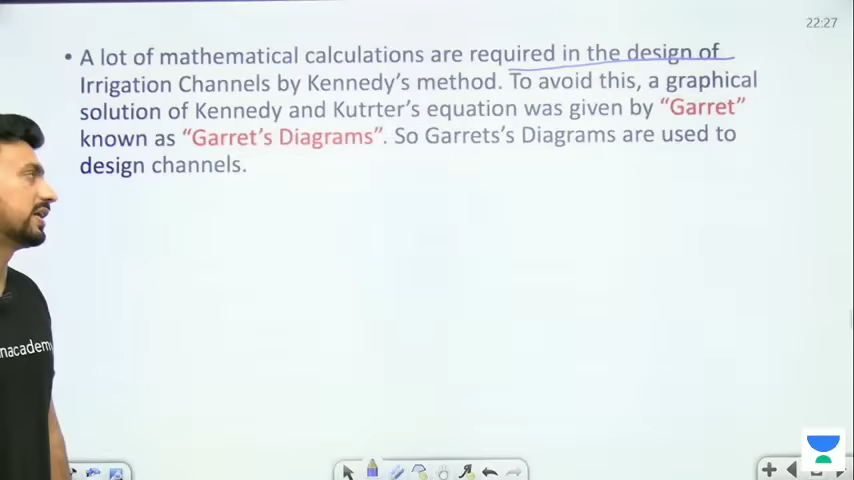 22:27
• A lot of mathematical calculations are required in the design of
Irrigation Channels by Kennedy's method. To avoid this, a graphical
solution of Kennedy and Kutrter's equation was given by "Garret"
known as "Garret's Diagrams". So Garrets's Diagrams are used to
design channels.
nacademy